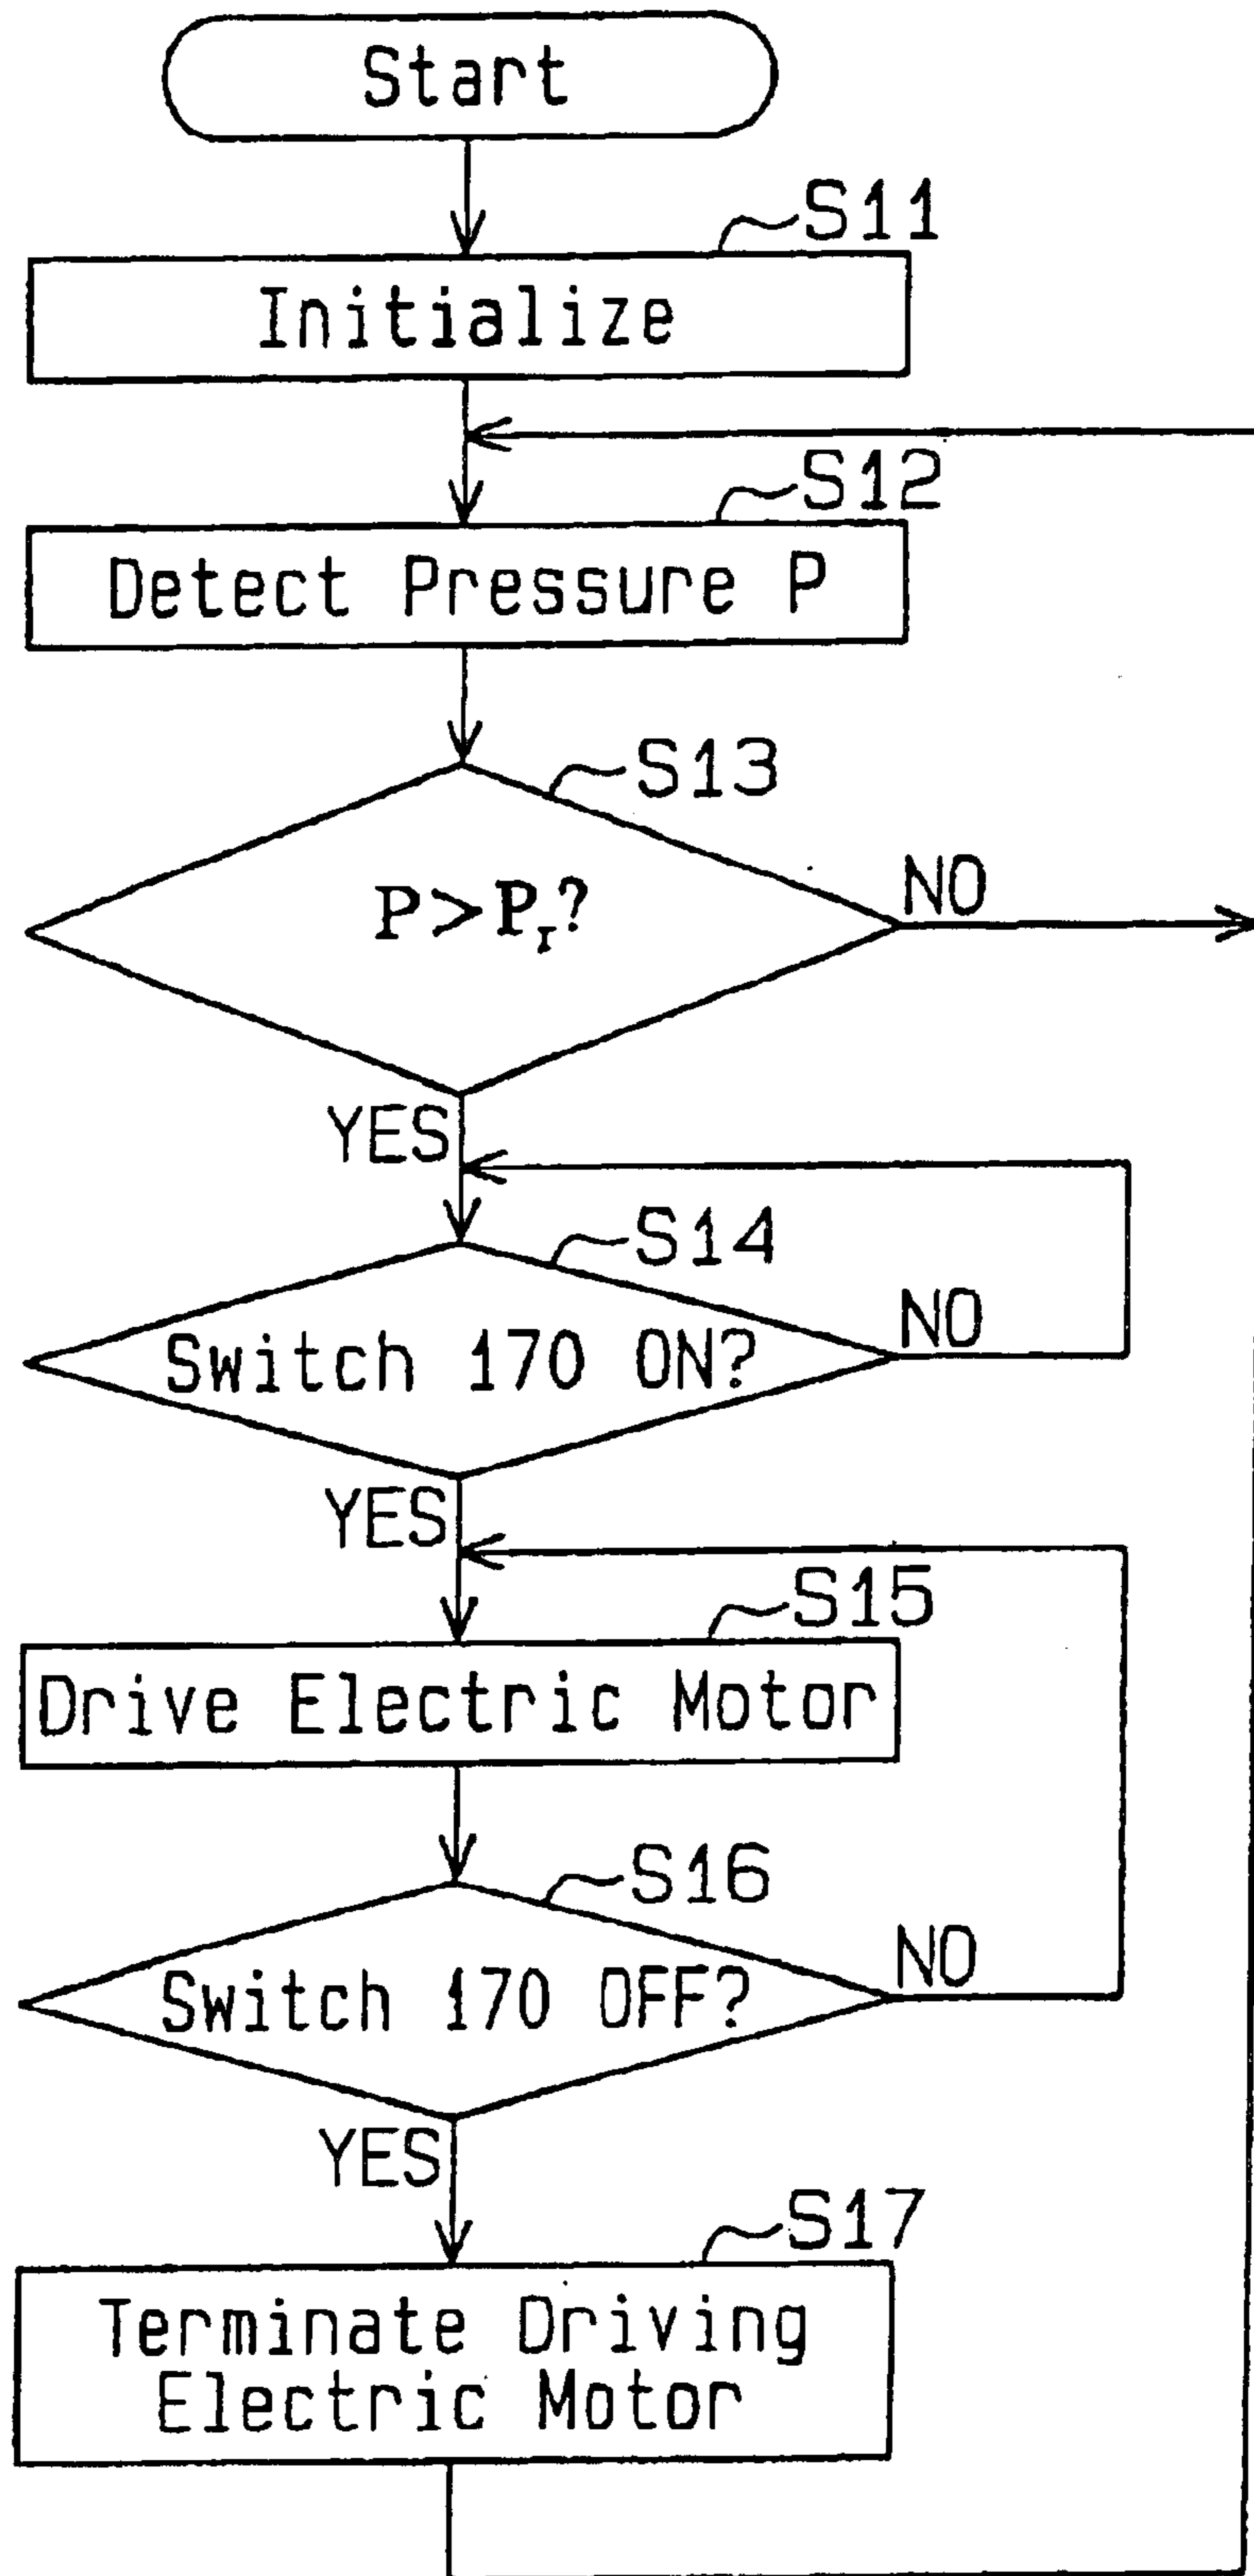 Start
S11
Initialize
S12
Detect Pressure P
S13
P>Pr?
NO
YES
S14
Switch 170 ON?
NO
YES
S15
Drive Electric Motor
S16
Switch 170 OFF?
NO
YES
S17
Terminate Driving
Electric Motor